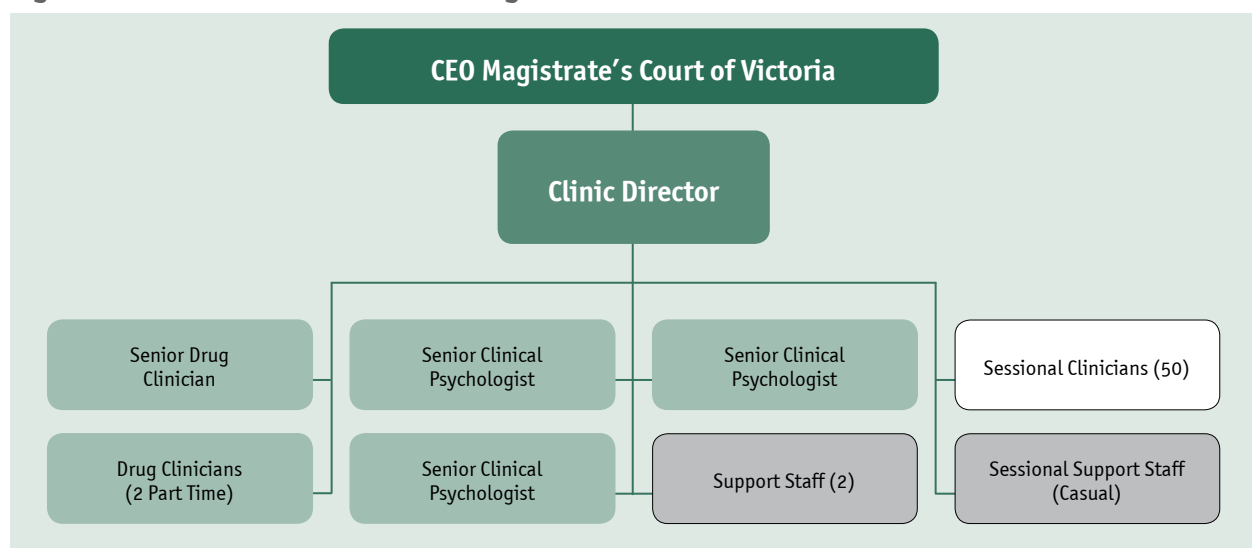 CEO Magistrate's Court of Victoria
Clinic Director
Senior Drug
Clinician
Senior Clinical
Psychologist
Senior Clinical
Psychologist
Sessional Clinicians (50)
Drug Clinicians
(2 Part Time)
Senior Clinical
Psychologist
Support Staff (2)
Sessional Support Staff
(Casual)